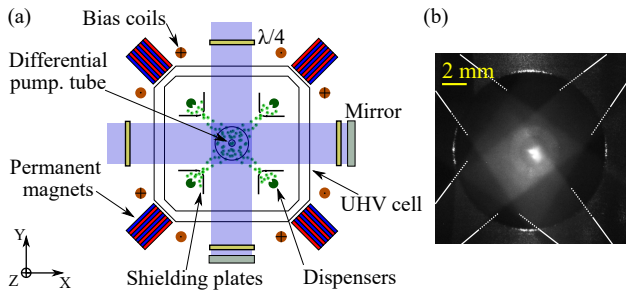 (a)
Bias coils
λ/4
Differential
pump. tube
Mirror
Permanent
magnets
UHV cell
Shielding plates
Dispensers
Y
Z
X
(b)
2 mm